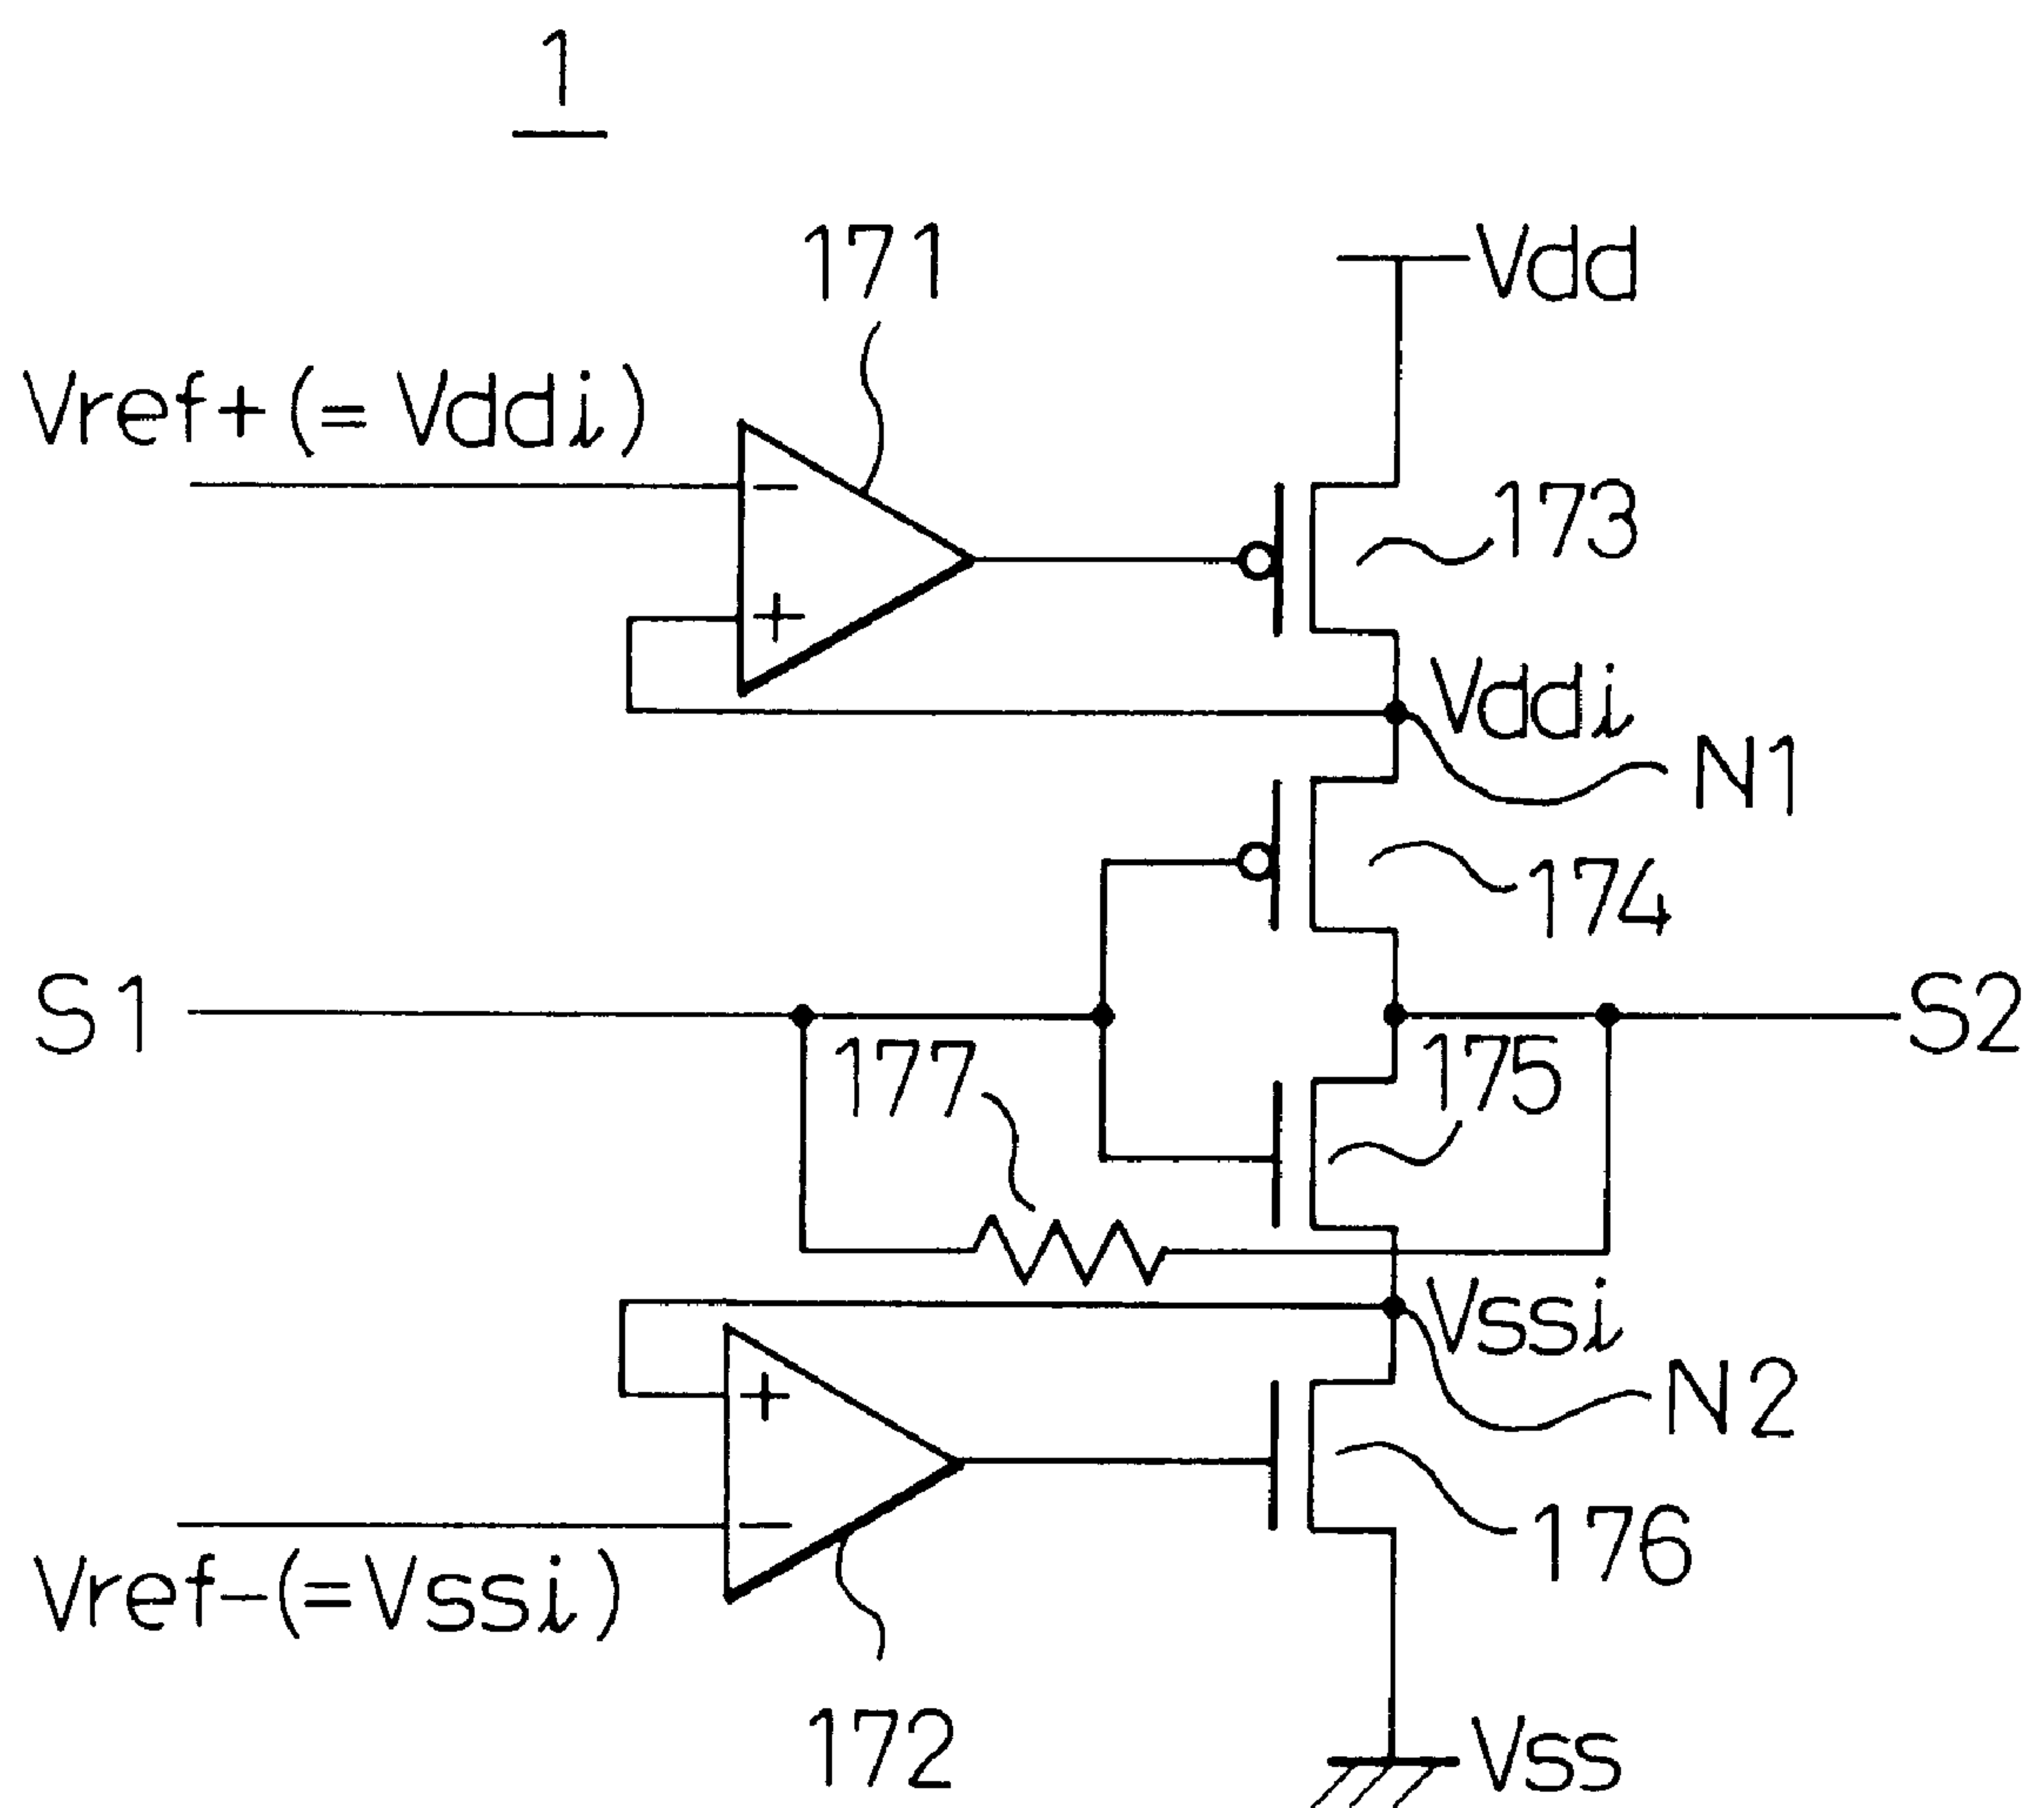 1
171
Vdd
Vref+(=Vddi)
−
173
+
Vddi
N1
174
S1
S2
177
175
Vssi
+
N2
−
176
Vref−(=Vssi)
172
Vss